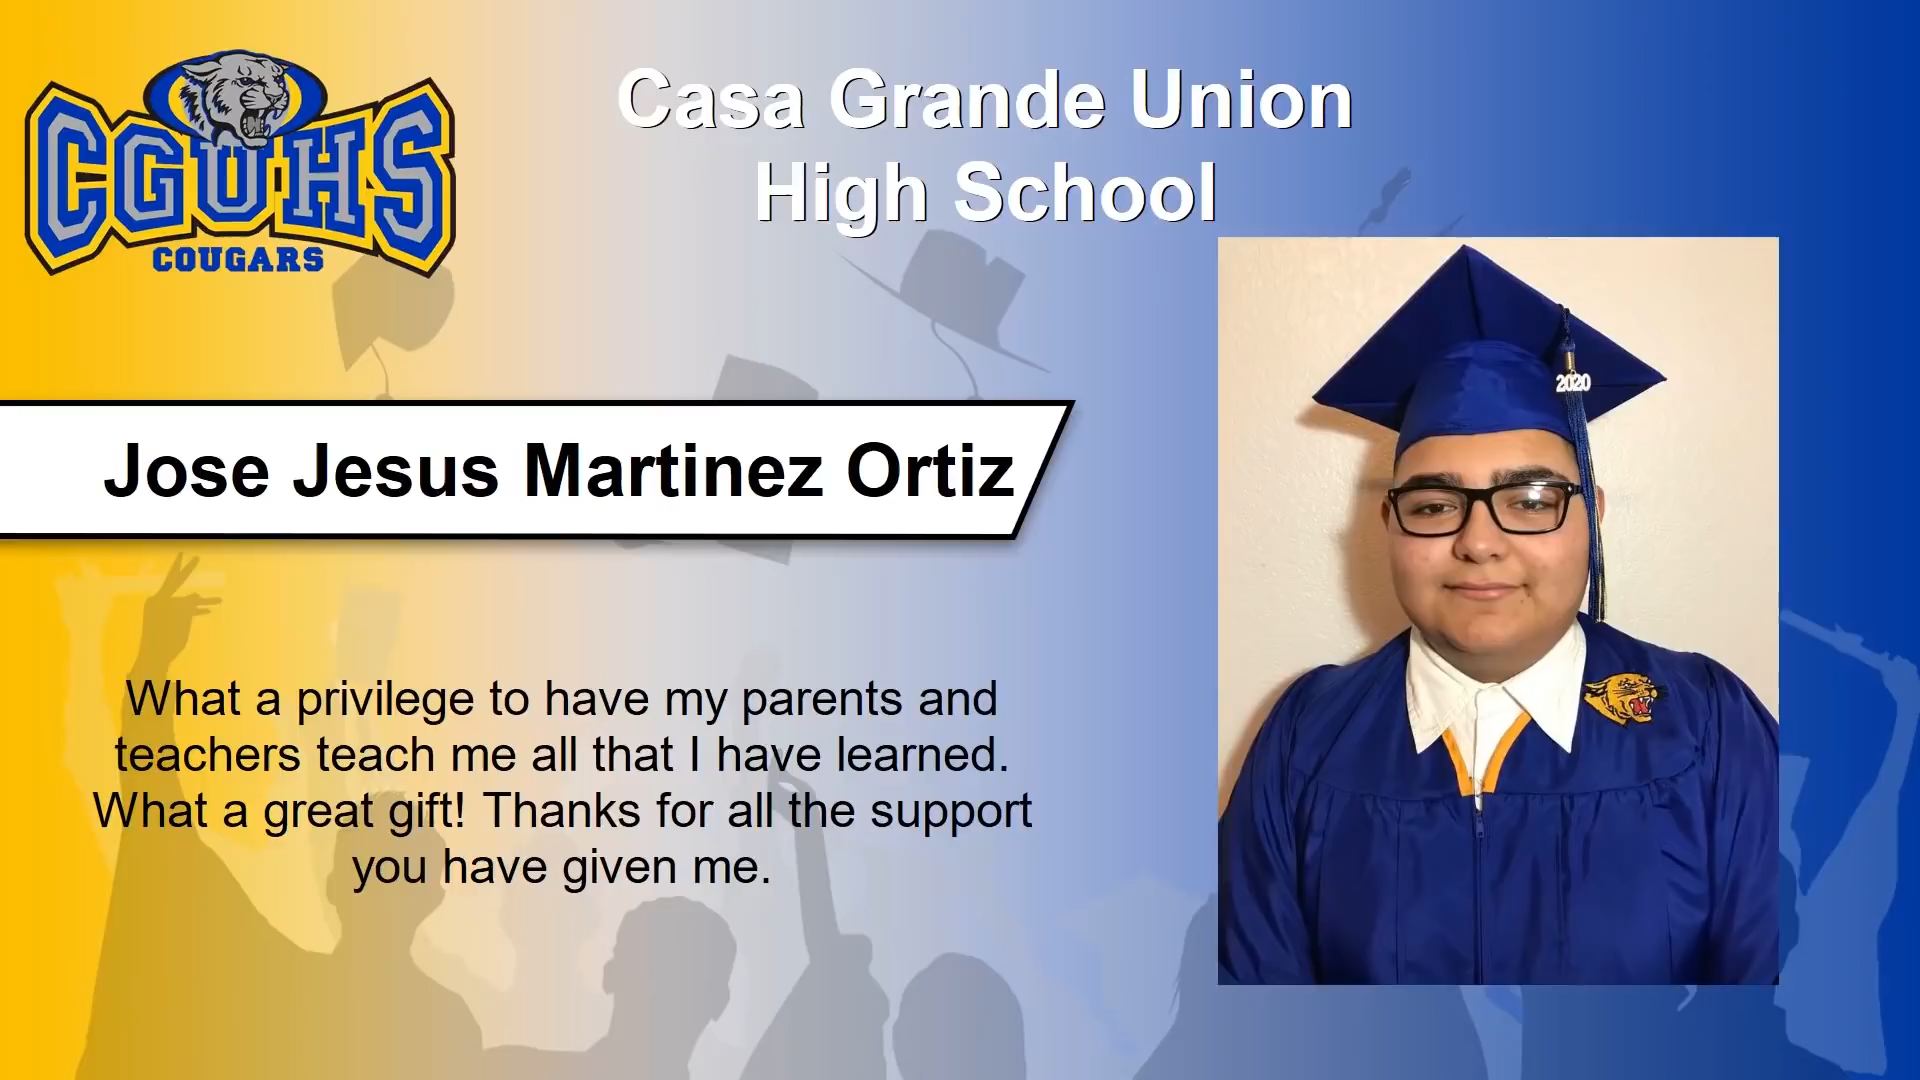 CGUHS
COUGARS
Casa Grande Union
High School
Jose Jesus Martinez Ortiz
2020
What a privilege to have my parents and
teachers teach me all that I have learned.
What a great gift! Thanks for all the support
you have given me.